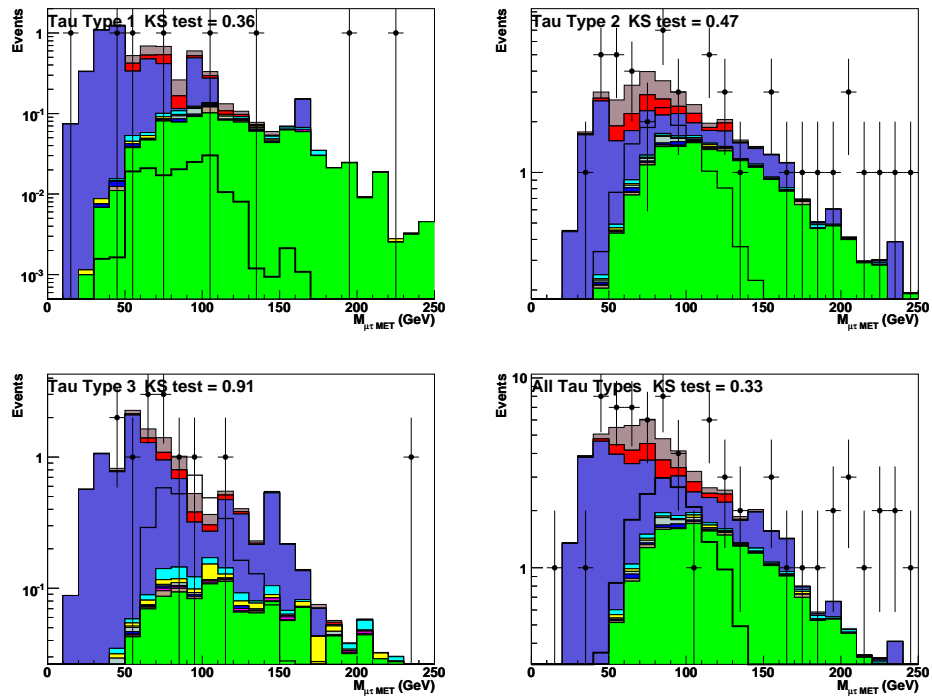 Tau Type 1 KS test = 0.36
Events
1
10^-1
10^-2
10^-3
0 50 100 150 200 250
M_μτ MET (GeV)
Tau Type 2 KS test = 0.47
Events
1
0 50 100 150 200 250
M_μτ MET (GeV)
Tau Type 3 KS test = 0.91
Events
1
10^-1
0 50 100 150 200 250
M_μτ MET (GeV)
All Tau Types KS test = 0.33
Events
10
1
0 50 100 150 200 250
M_μτ MET (GeV)